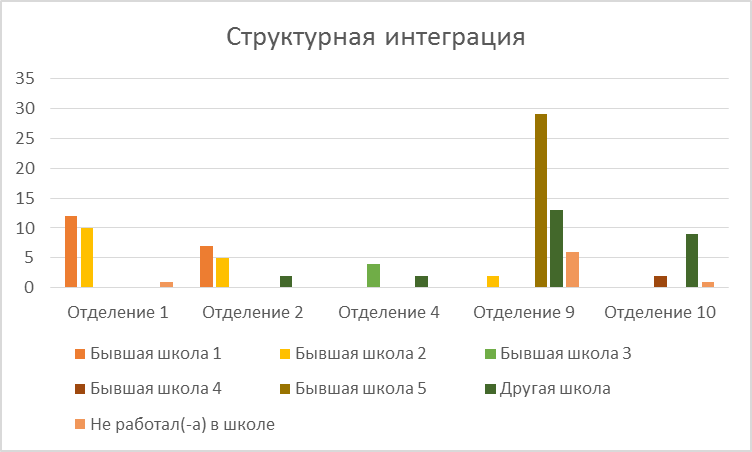 Структурная интеграция
35
30
25
20
15
10
5
0
Отделение 1 Отделение 2 Отделение 4 Отделение 9 Отделение 10
Бывшая школа 1 Бывшая школа 2 Бывшая школа 3
Бывшая школа 4 Бывшая школа 5 Другая школа
Не работал(-а) в школе